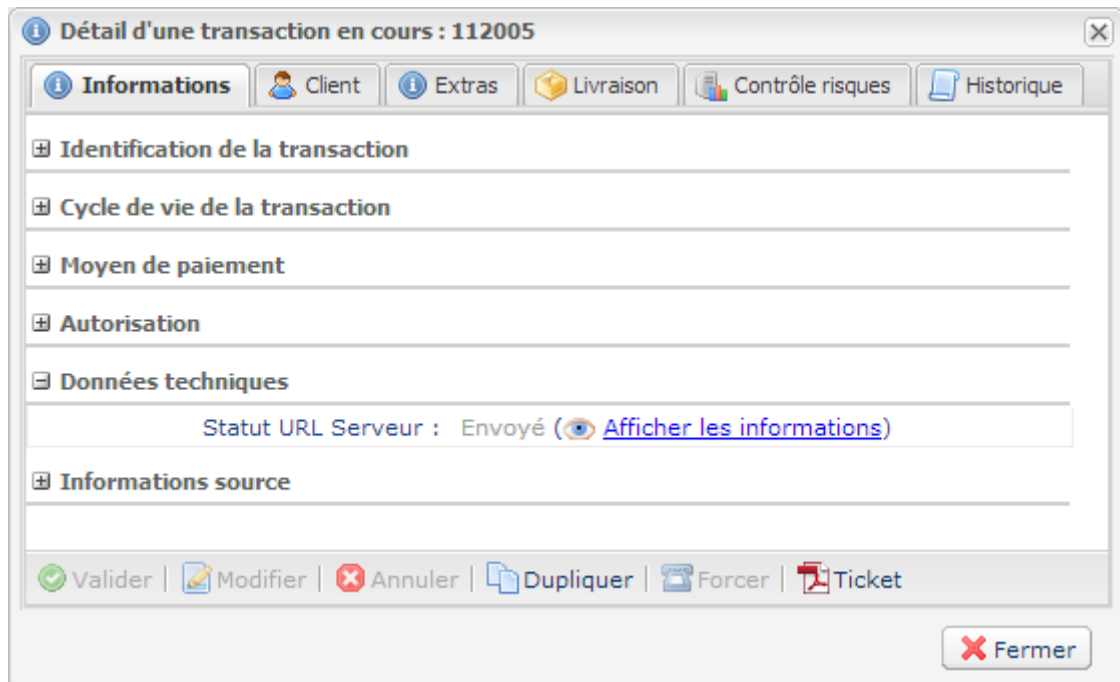 Détail d'une transaction en cours : 112005
Informations Client Extras Livraison Contrôle risques Historique
Identification de la transaction
Cycle de vie de la transaction
Moyen de paiement
Autorisation
Données techniques
Statut URL Serveur : Envoyé (Afficher les informations)
Informations source
Valider | Modifier | Annuler | Dupliquer | Forcer | Ticket
Fermer